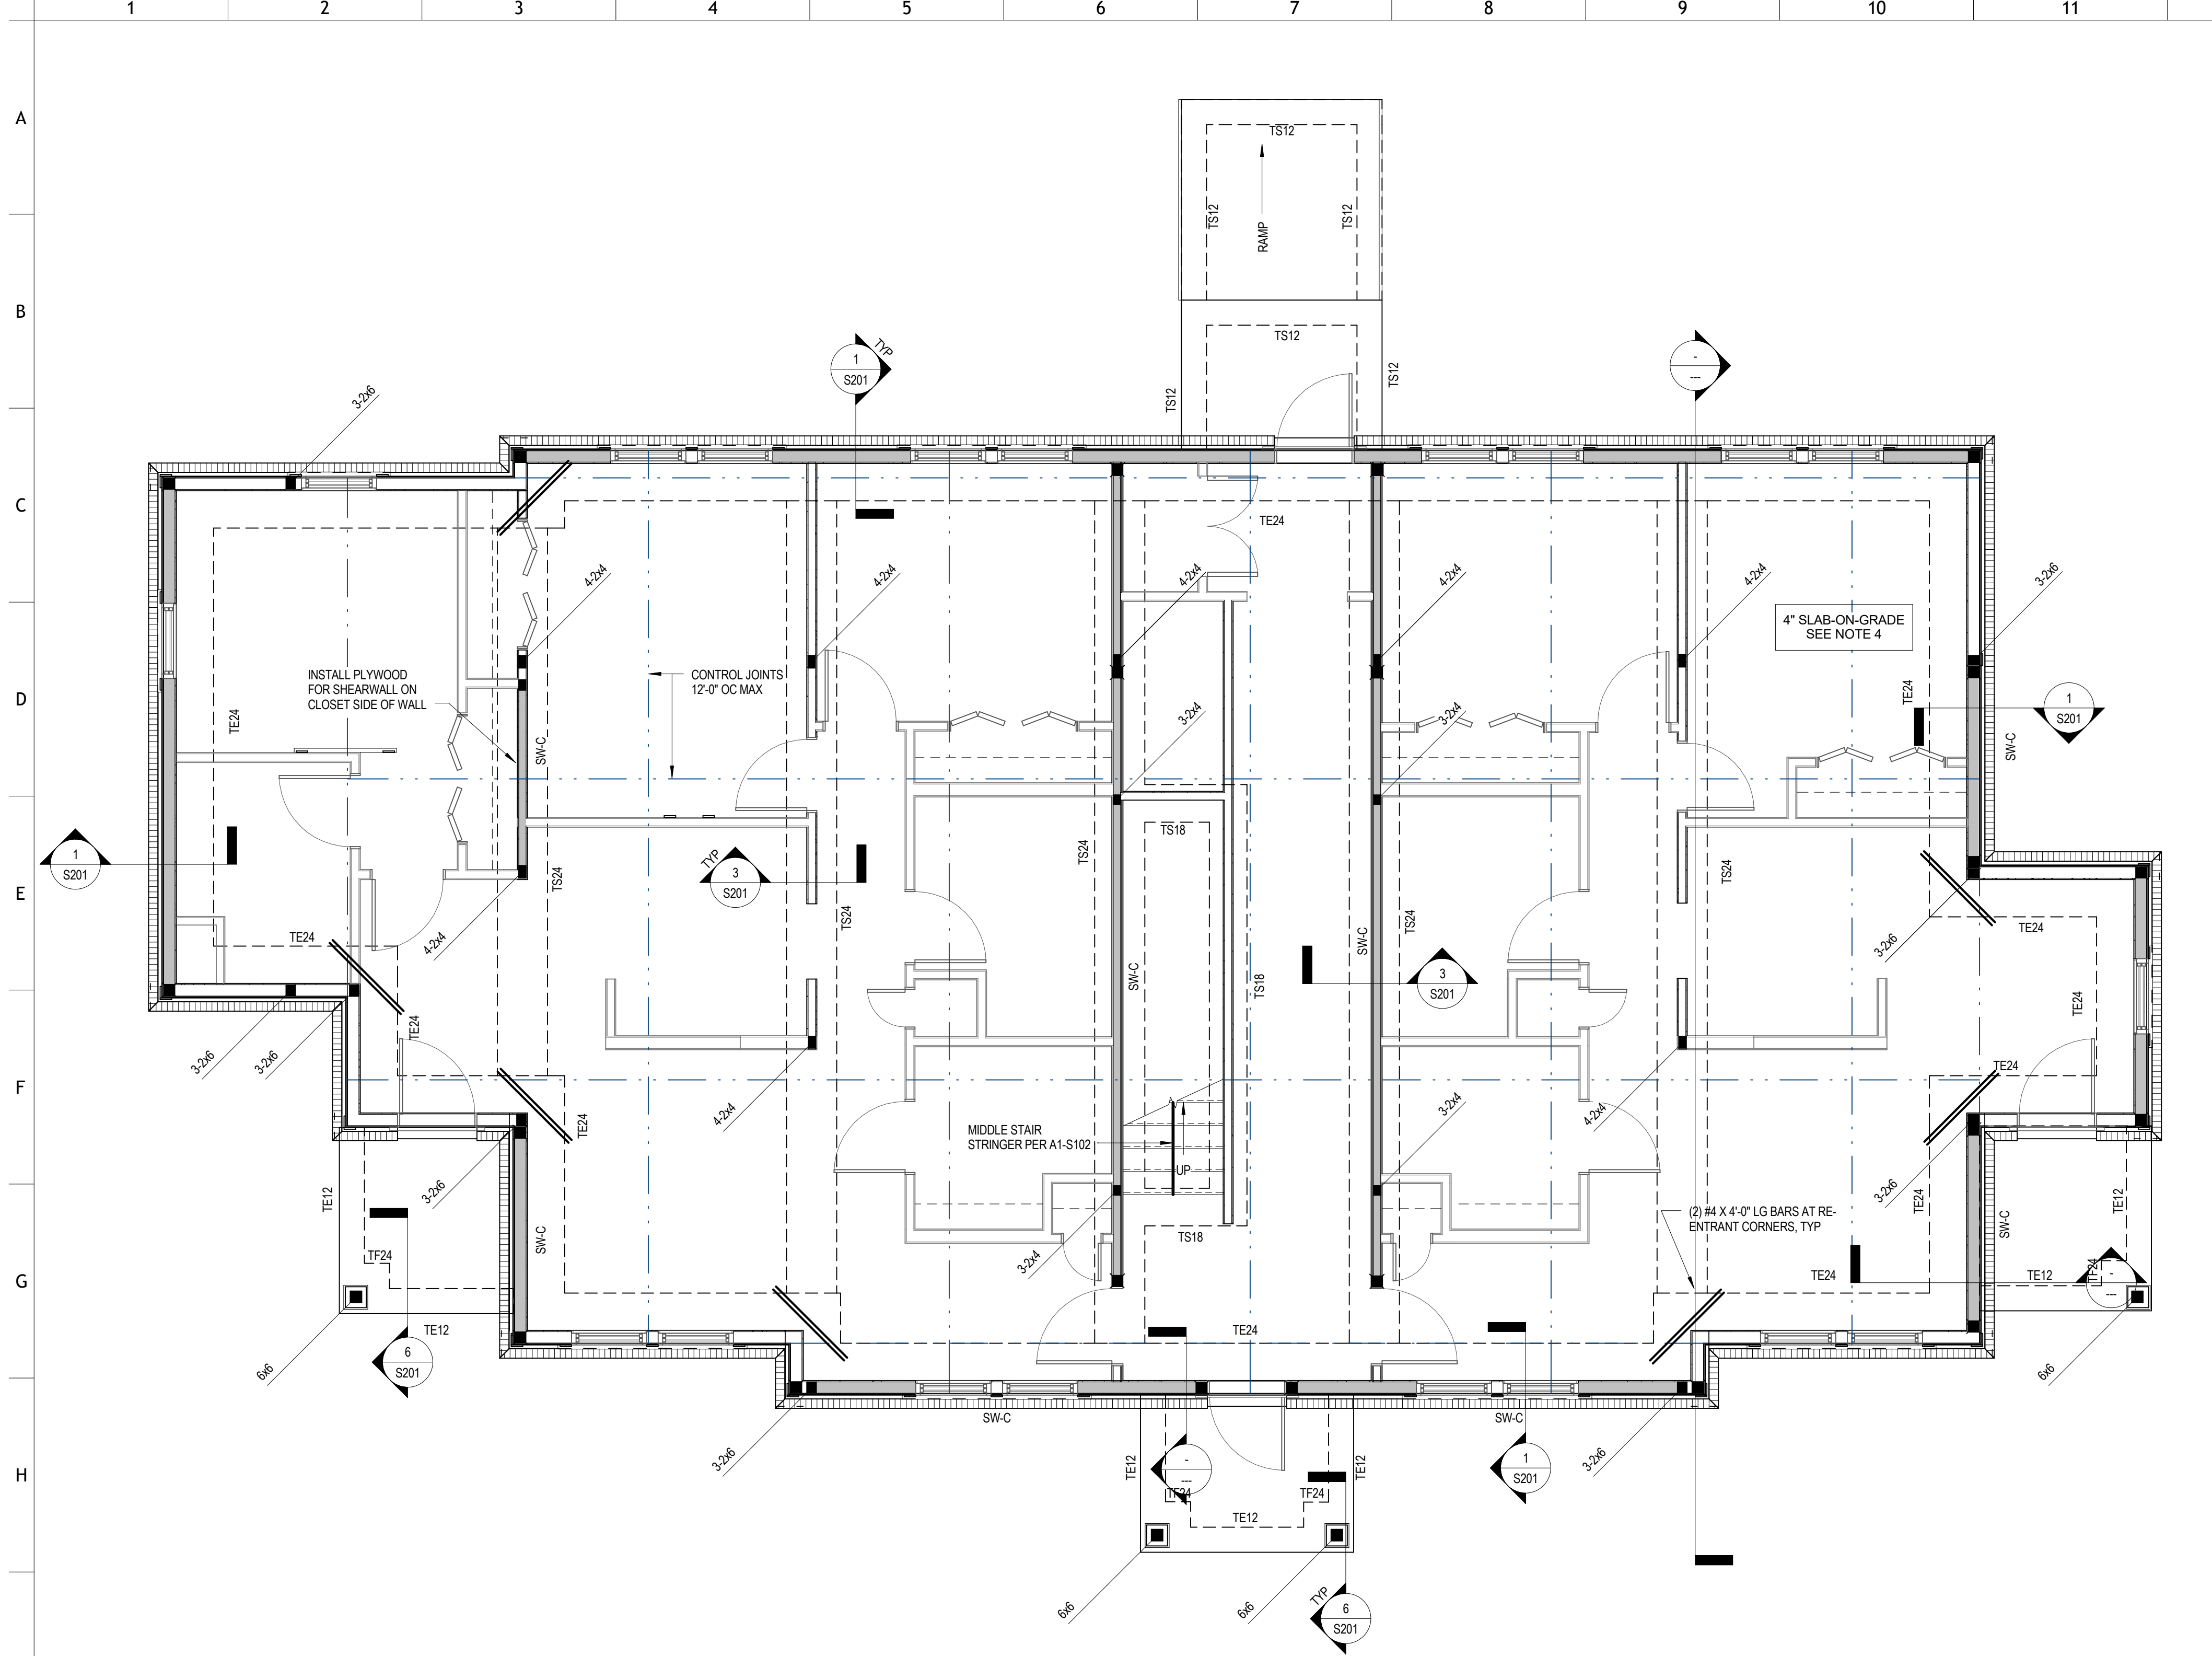 1
2
3
4
5
6
7
8
9
10
11
A
B
C
D
E
F
G
H
TS12
TS12
TS12
RAMP
TS12
TS12
TS12
TYP
1
S201
-
---
3-2x6
TE24
4-2x4
4-2x4
4-2x4
4-2x4
4-2x4
3-2x6
4" SLAB-ON-GRADE
SEE NOTE 4
INSTALL PLYWOOD
FOR SHEARWALL ON
CLOSET SIDE OF WALL
CONTROL JOINTS
12'-0" OC MAX
TE24
SW-C
3-2x4
3-2x4
TE24
1
S201
SW-C
1
S201
TYP
3
S201
TS18
TS24
TS24
TS24
TS24
TS24
TE24
4-2x4
SW-C
SW-C
TS18
3
S201
3-2x6
TE24
TE24
TE24
3-2x6
3-2x6
TE24
4-2x4
MIDDLE STAIR
STRINGER PER A1-S102
UP
3-2x4
4-2x4
TE24
TE12
3-2x6
SW-C
TE24
TF24
3-2x4
TS18
(2) #4 X 4'-0" LG BARS AT RE-
ENTRANT CORNERS, TYP
3-2x6
TE24
SW-C
TE12
TE24
TE12
TF24
-
---
6x6
TE12
6
S201
TE24
6x6
SW-C
SW-C
3-2x6
TE12
-
---
TF24
TF24
TE12
TE12
1
S201
3-2x6
6x6
6x6
TYP
6
S201